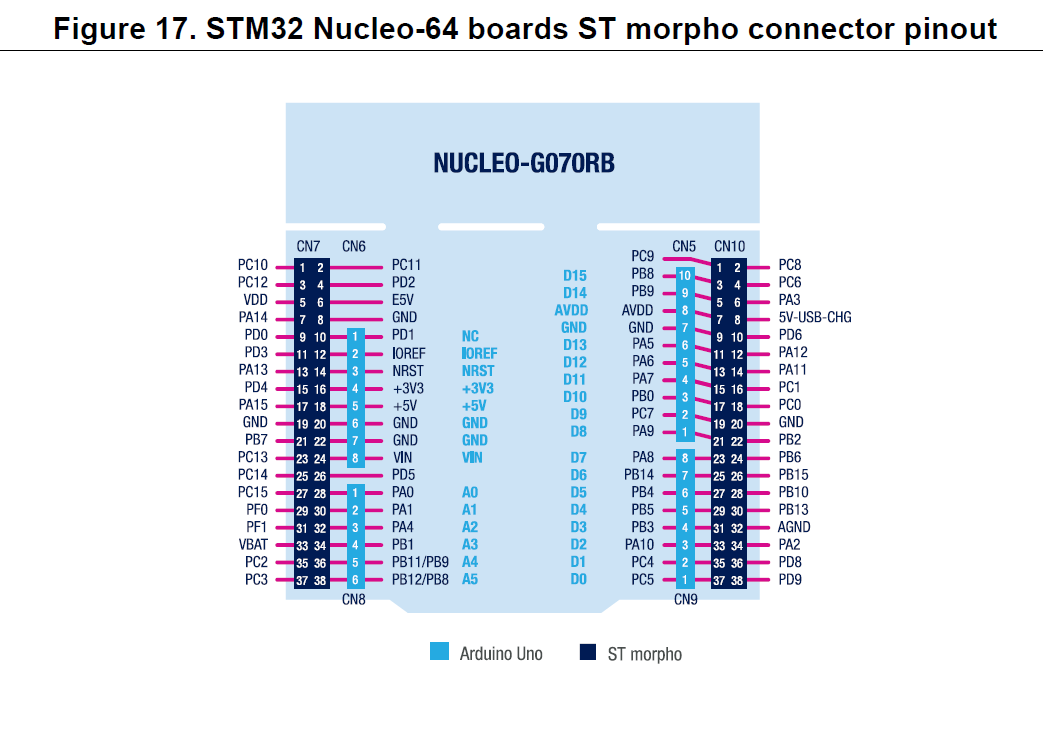 Figure 17. STM32 Nucleo-64 boards ST morpho connector pinout
NUCLEO-G070RB
CN7 CN6 CN5 CN10
PC9
PC10 1 2 PC11 D15 PB8 10 1 2 PC8
PC12 3 4 PD2 D14 PB9 9 3 4 PC6
VDD 5 6 E5V AVDD AVDD 8 5 6 PA3
PA14 7 8 GND GND GND 7 7 8 5V-USB-CHG
PD0 9 10 1 PD1 NC D13 PA5 6 9 10 PD6
PD3 11 12 2 IOREF IOREF D12 PA6 5 11 12 PA12
PA13 13 14 3 NRST NRST D11 PA7 4 13 14 PA11
PD4 15 16 4 +3V3 +3V3 D10 PB0 3 15 16 PC1
PA15 17 18 5 +5V +5V D9 PC7 2 17 18 PC0
GND 19 20 6 GND GND D8 PA9 1 19 20 GND
PB7 21 22 7 GND GND 21 22 PB2
PC13 23 24 8 VIN VIN D7 PA8 8 23 24 PB6
PC14 25 26 PD5 D6 PB14 7 25 26 PB15
PC15 27 28 1 PA0 A0 D5 PB4 6 27 28 PB10
PF0 29 30 2 PA1 A1 D4 PB5 5 29 30 PB13
PF1 31 32 3 PA4 A2 D3 PB3 4 31 32 AGND
VBAT 33 34 4 PB1 A3 D2 PA10 3 33 34 PA2
PC2 35 36 5 PB11/PB9 A4 D1 PC4 2 35 36 PD8
PC3 37 38 6 PB12/PB8 A5 D0 PC5 1 37 38 PD9
CN8 CN9
Arduino Uno ST morpho